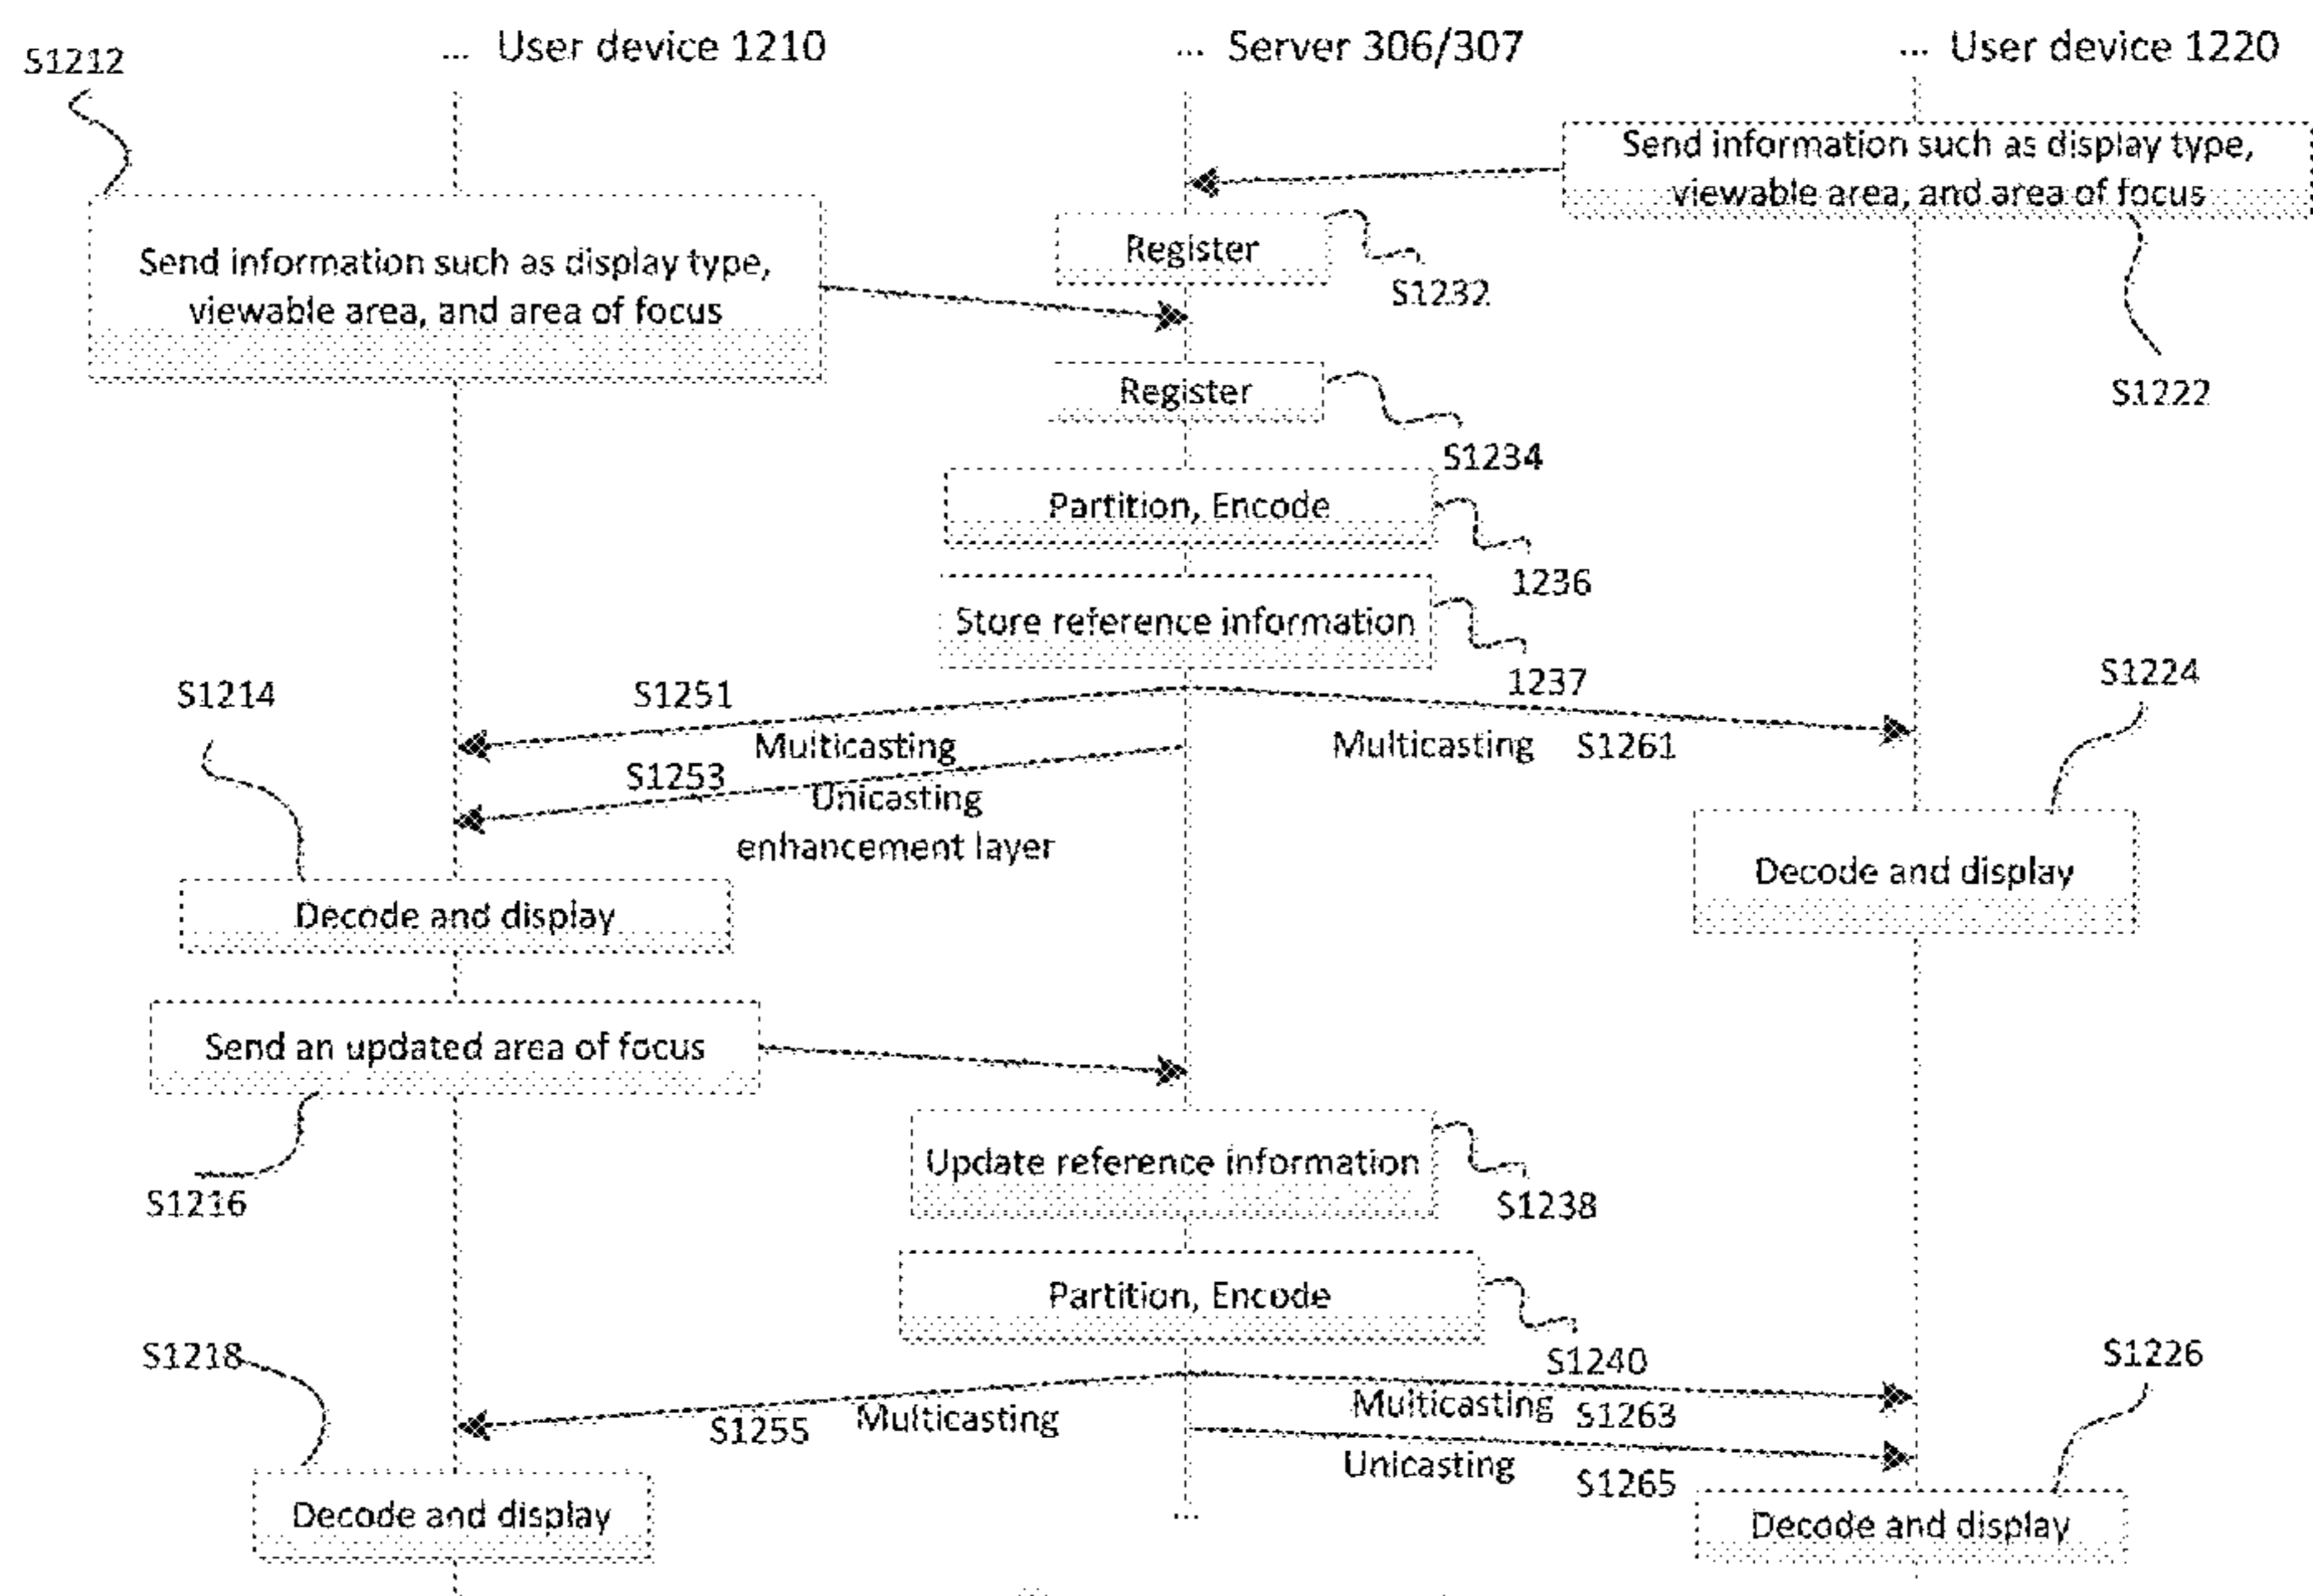 ... User device 1210
... Server 306/307
... User device 1220
S1212
Send information such as display type,
viewable area, and area of focus
S1222
Register
S1232
Send information such as display type,
viewable area, and area of focus
Register
S1234
Partition, Encode
1236
Store reference information
1237
S1251
Multicasting
Multicasting
S1261
S1253
Unicasting
enhancement layer
S1214
Decode and display
S1224
Decode and display
Send an updated area of focus
S1216
Update reference information
S1238
Partition, Encode
S1240
S1255
Multicasting
Multicasting
S1263
Unicasting
S1265
S1218
Decode and display
S1226
Decode and display
...